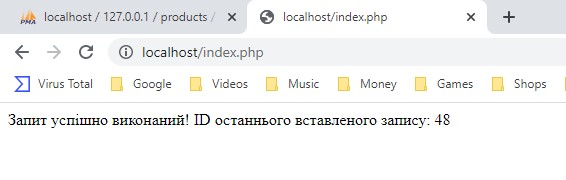 PMA
localhost / 127.0.0.1 / products /
localhost/index.php
localhost/index.php
Virus Total
Google
Videos
Music
Money
Games
Shops
Запит успішно виконаний! ID останнього вставленого запису: 48